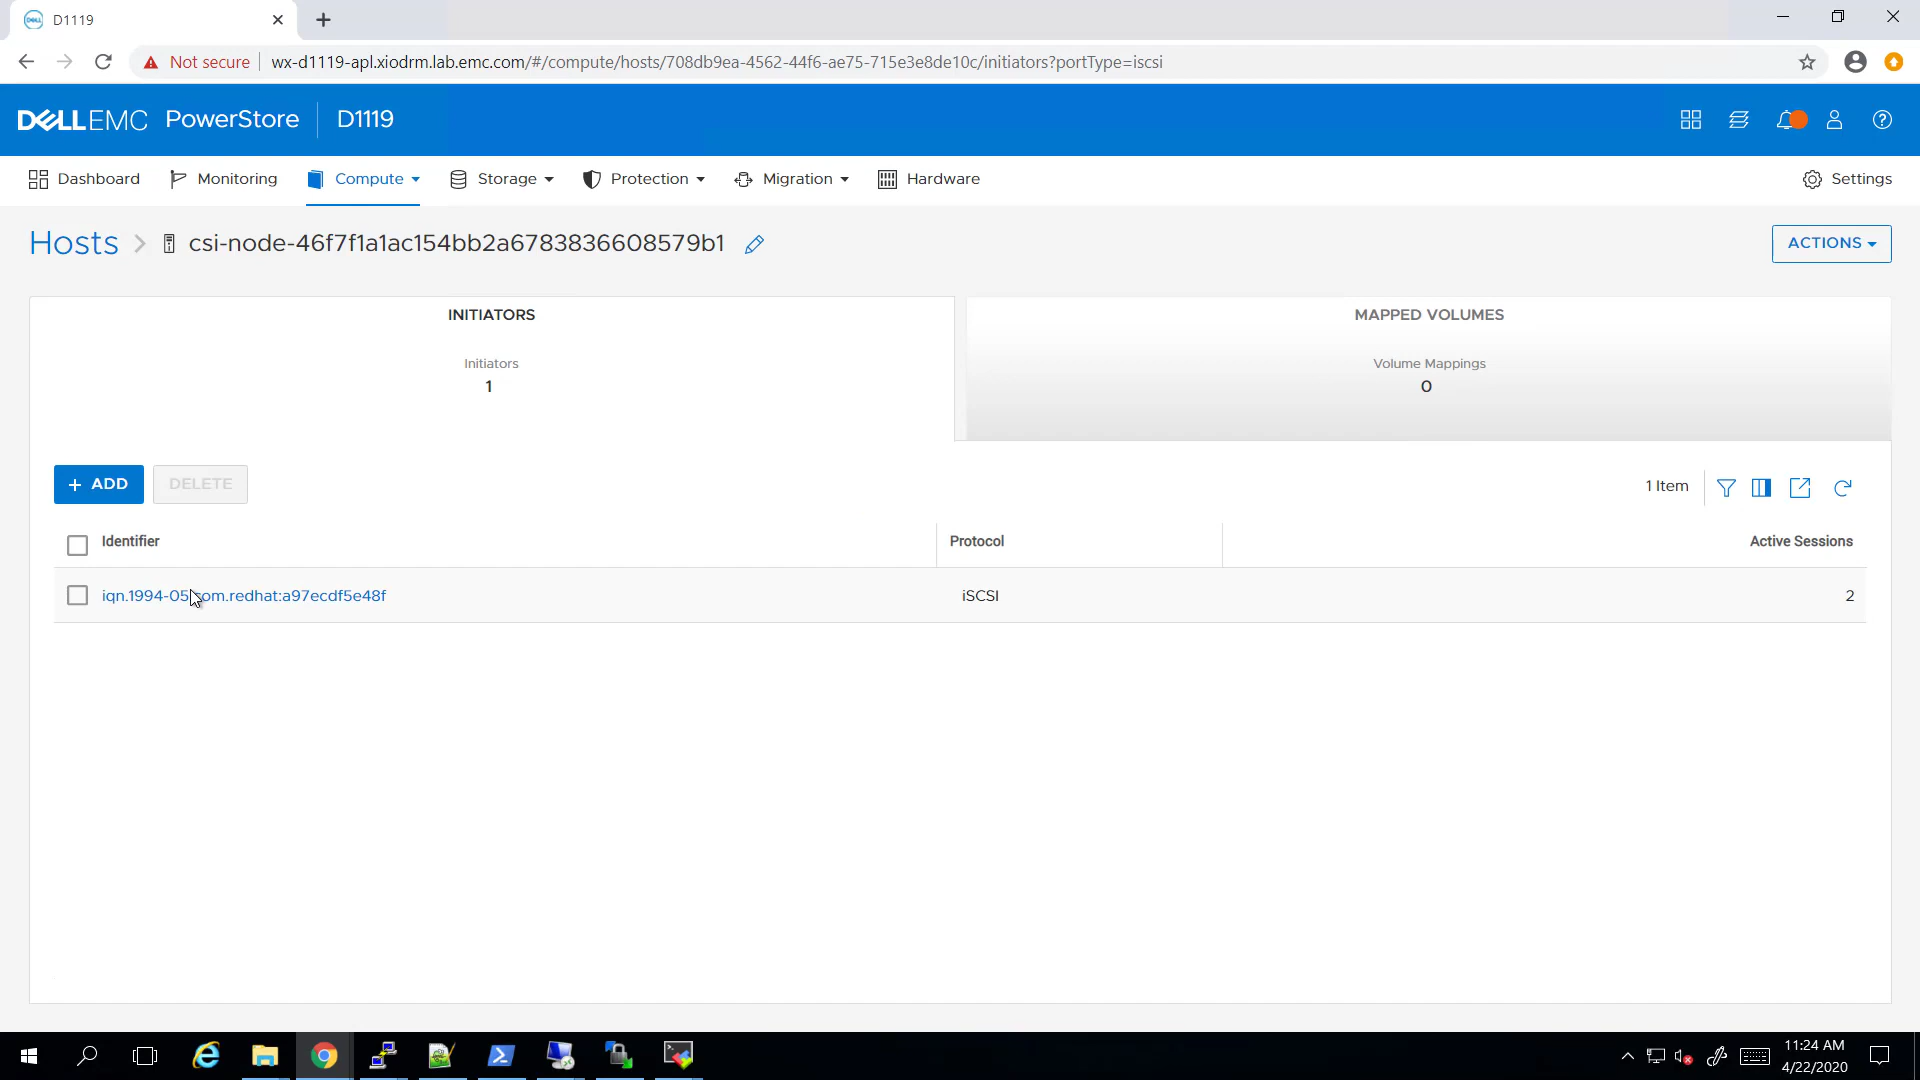 D1119
Not secure
wx-d1119-apl.xiodrm.lab.emc.com/#/compute/hosts/708db9ea-4562-44f6-ae75-715e3e8de10c/initiators?portType=iscsi
DELLEMC PowerStore D1119
Dashboard Monitoring Compute Storage Protection Migration Hardware Settings
Hosts csi-node-46f7f1a1ac154bb2a6783836608579b1 ACTIONS
INITIATORS
Initiators
1
MAPPED VOLUMES
Volume Mappings
0
+ ADD DELETE 1 Item
Identifier Protocol Active Sessions
iqn.1994-05.com.redhat:a97ecdf5e48f iSCSI 2
11:24 AM
4/22/2020